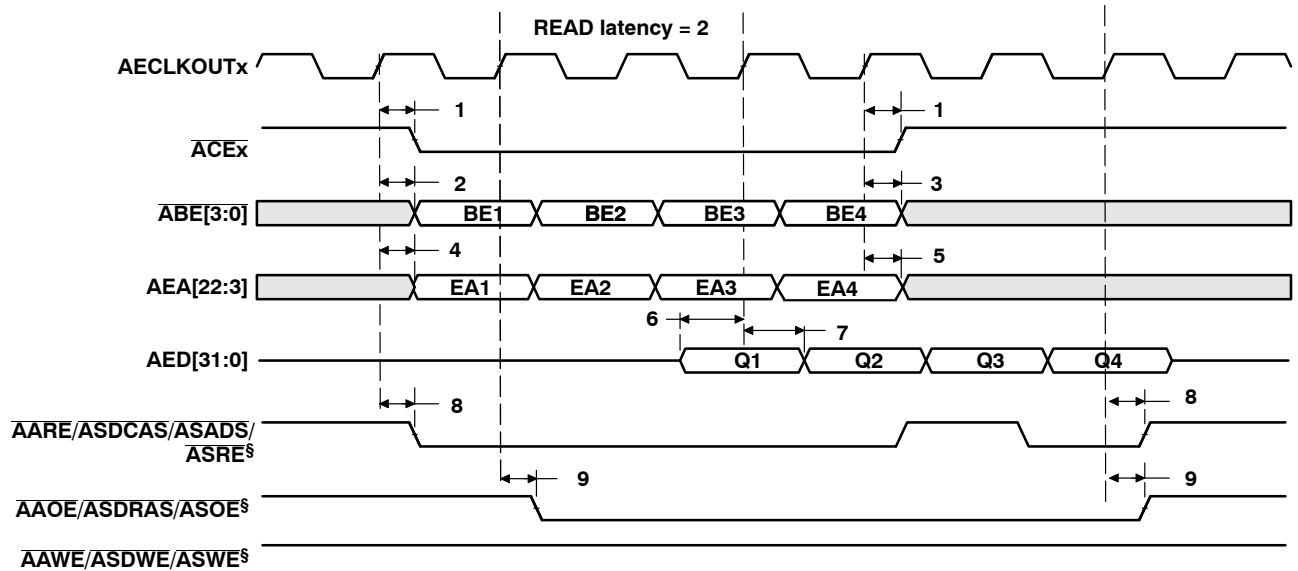 READ latency = 2
AECLKOUTx
1 1
ACEx
2 3
ABE[3:0] BE1 BE2 BE3 BE4
4 5
AEA[22:3] EA1 EA2 EA3 EA4
6 7
AED[31:0] Q1 Q2 Q3 Q4
8 8
AARE/ASDCAS/ASADS/
ASRE§
9 9
AAOE/ASDRAS/ASOE§
AAWE/ASDWE/ASWE§